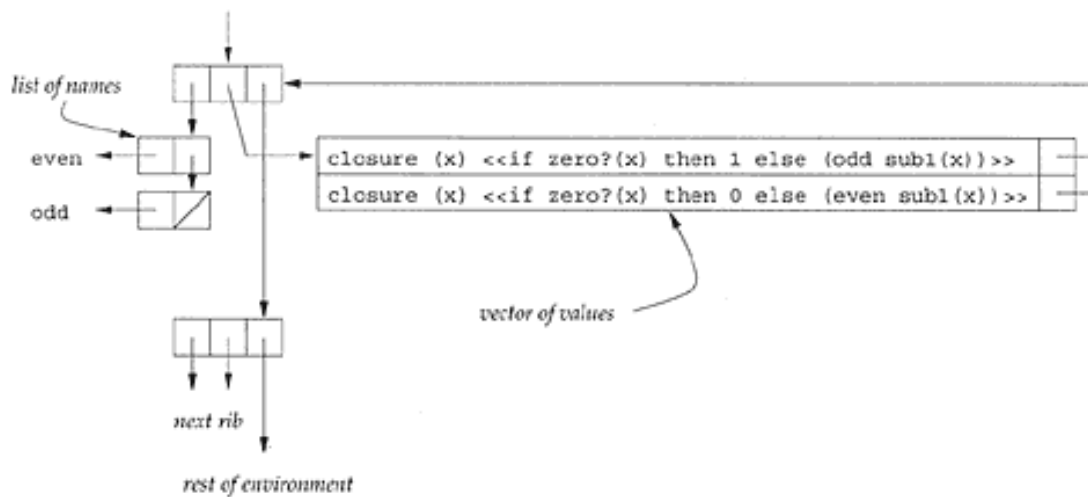 list of names
even
odd
closure (x) <<if zero?(x) then 1 else (odd sub1(x))>>
closure (x) <<if zero?(x) then 0 else (even sub1(x))>>
vector of values
next rib
rest of environment